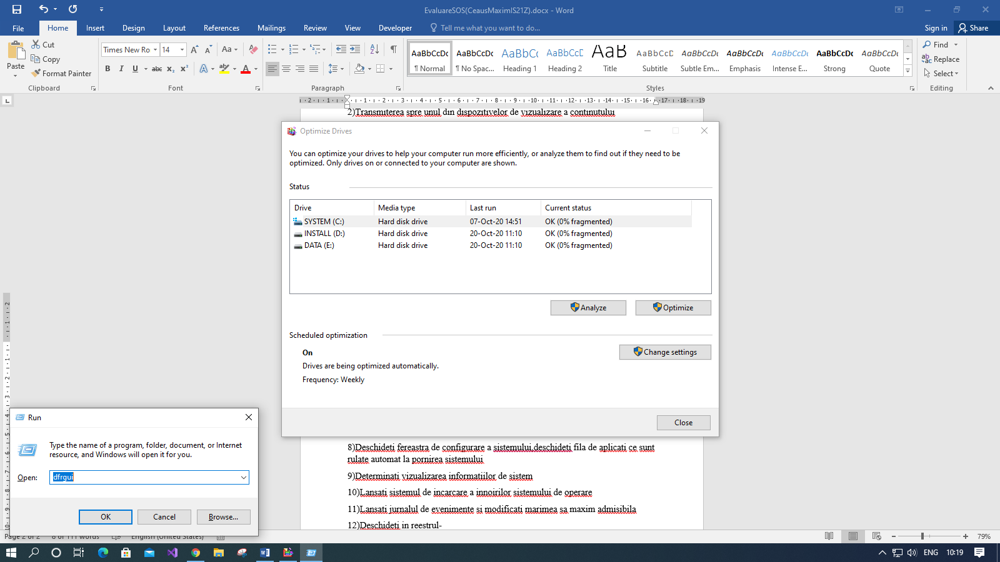 EvaluareSOS(CeausMaximIS21Z).docx - Word
File Home Insert Design Layout References Mailings Review View Developer Tell me what you want to do... Sign in Share
Paste
Cut
Copy
Format Painter
Clipboard
Times New Ro 14
Font
Paragraph
AaBbCcDc AaBbCcDc AaBbCc AaBbCcD AaB AaBbCcD AaBbCcDc AaBbCcDc AaBbCcDc AaBbCcDc AaBbCcDc
¶ Normal ¶ No Spac... Heading 1 Heading 2 Title Subtitle Subtle Em... Emphasis Intense E... Strong Quote
Styles
Find
Replace
Select
Editing
2)Transmiterea spre unul din dispozitivelor de vizualizare a continutului
Optimize Drives
You can optimize your drives to help your computer run more efficiently, or analyze them to find out if they need to be
optimized. Only drives on or connected to your computer are shown.
Status
Drive Media type Last run Current status
SYSTEM (C:) Hard disk drive 07-Oct-20 14:51 OK (0% fragmented)
INSTALL (D:) Hard disk drive 20-Oct-20 11:10 OK (0% fragmented)
DATA (E:) Hard disk drive 20-Oct-20 11:10 OK (0% fragmented)
Analyze Optimize
Scheduled optimization
On
Drives are being optimized automatically.
Frequency: Weekly
Change settings
Close
Run
Type the name of a program, folder, document, or Internet
resource, and Windows will open it for you.
Open: dfrgui
OK Cancel Browse...
8)Deschideti fereastra de configurare a sistemului,deschideti fila de aplicati ce sunt
rulate automat la pornirea sistemului
9)Determinati vizualizarea informatiilor de sistem
10)Lansati sistemul de incarcare a innoirilor sistemului de operare
11)Lansati jurnalul de evenimente si modificati marimea sa maxim admisibila
12)Deschideti in reestrul-
Page 2 of 2 8 of 111 words English (United States) 79%
ENG 10:19